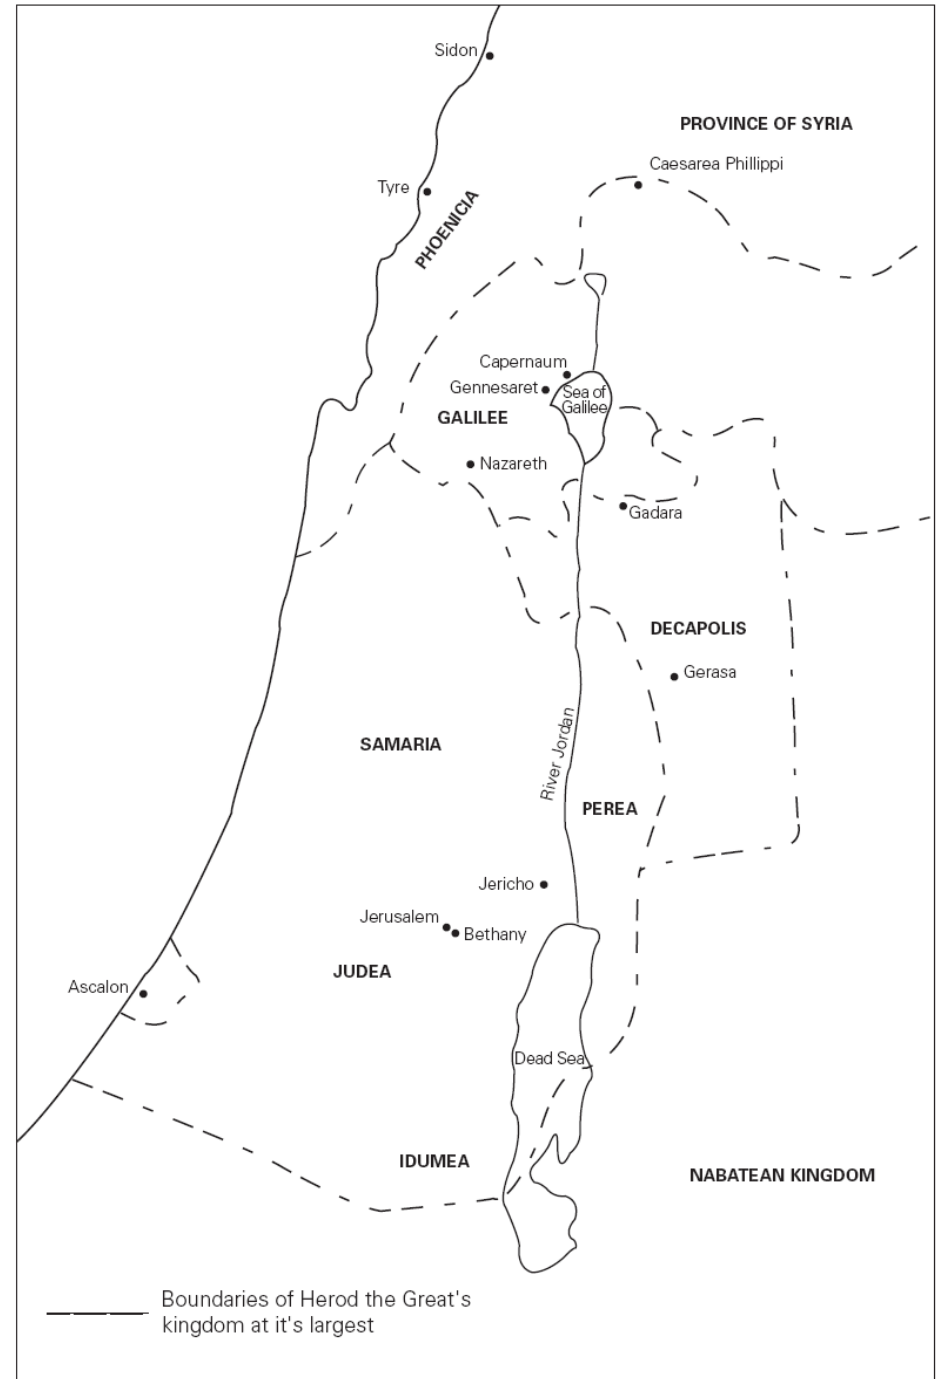 Sidon
PROVINCE OF SYRIA
Caesarea Phillippi
Tyre
PHOENICIA
Capernaum
Gennesaret
Sea of
Galilee
GALILEE
Nazareth
Gadara
DECAPOLIS
Gerasa
SAMARIA
River Jordan
PEREA
Jericho
Jerusalem
Bethany
JUDEA
Ascalon
Dead Sea
IDUMEA
NABATEAN KINGDOM
Boundaries of Herod the Great's
kingdom at it's largest